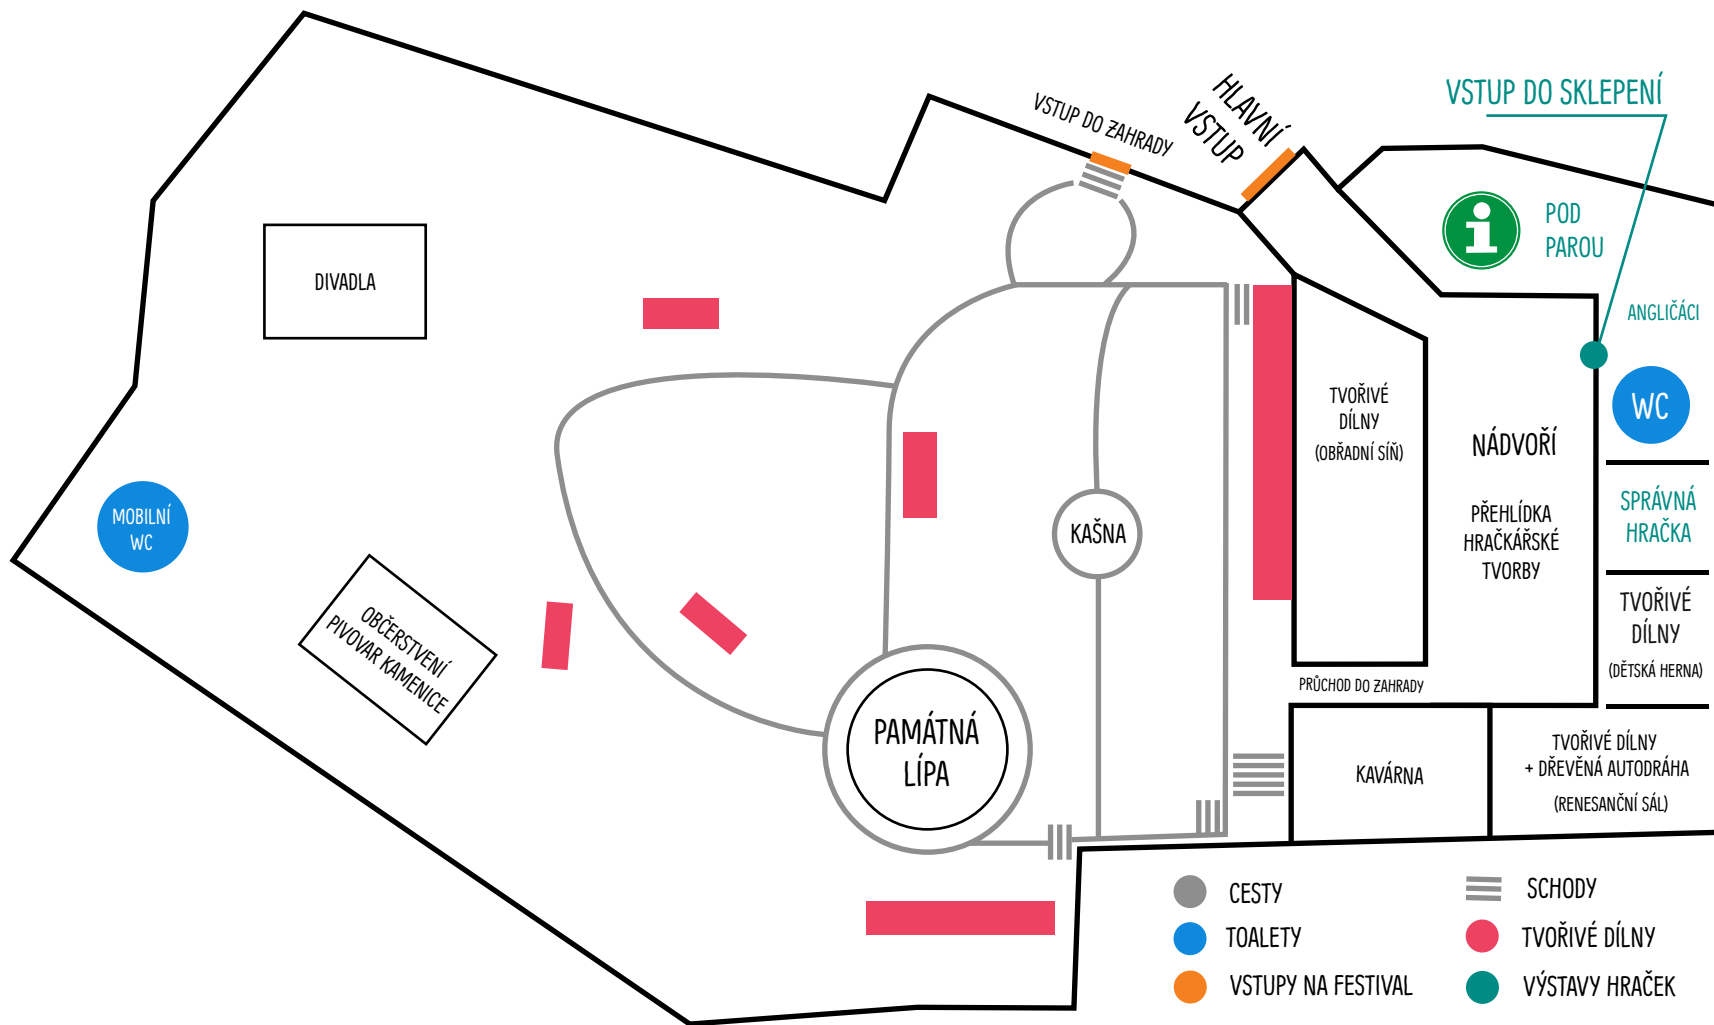 VSTUP DO ZAHRADY
HLAVNÍ
VSTUP
VSTUP DO SKLEPENÍ
POD
PAROU
ANGLIČÁCI
WC
DIVADLA
MOBILNÍ
WC
OBČERSTVENÍ
PIVOVAR KAMENICE
KAŠNA
PAMÁTNÁ
LÍPA
TVOŘIVÉ
DÍLNY
(OBŘADNÍ SÍŇ)
NÁDVOŘÍ
PŘEHLÍDKA
HRAČKÁŘSKÉ
TVORBY
SPRÁVNÁ
HRAČKA
TVOŘIVÉ
DÍLNY
(DĚTSKÁ HERNA)
PRŮCHOD DO ZAHRADY
KAVÁRNA
TVOŘIVÉ DÍLNY
+ DŘEVĚNÁ AUTODRÁHA
(RENESANČNÍ SÁL)
CESTY
TOALETY
VSTUPY NA FESTIVAL
SCHODY
TVOŘIVÉ DÍLNY
VÝSTAVY HRAČEK